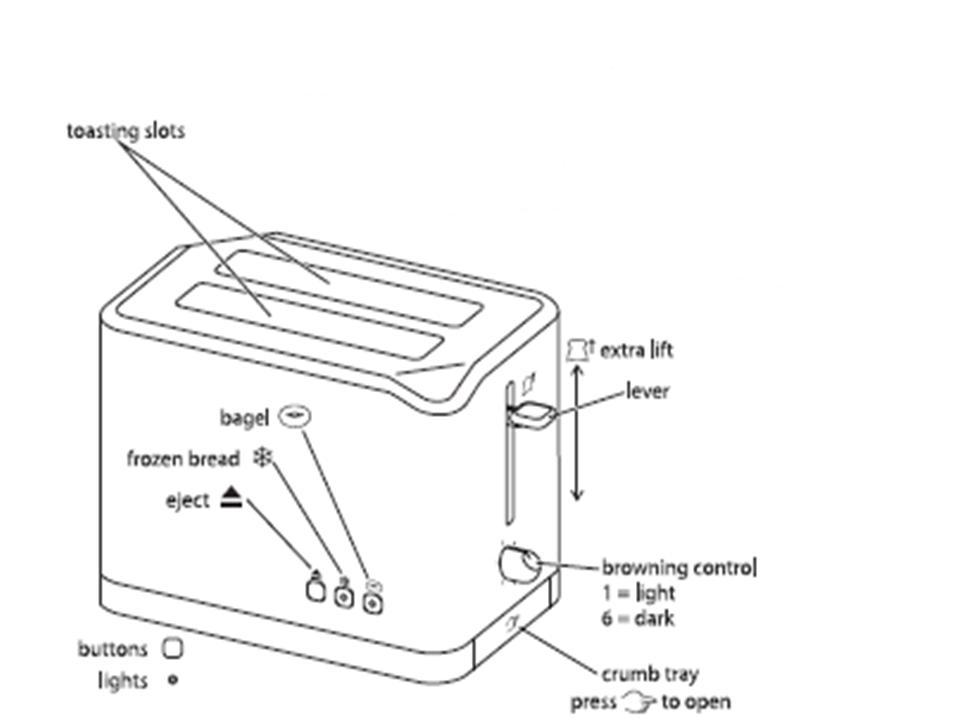 toasting slots
extra lift
lever
bagel
frozen bread
eject
browning control
1 = light
6 = dark
buttons
lights
crumb tray
press to open